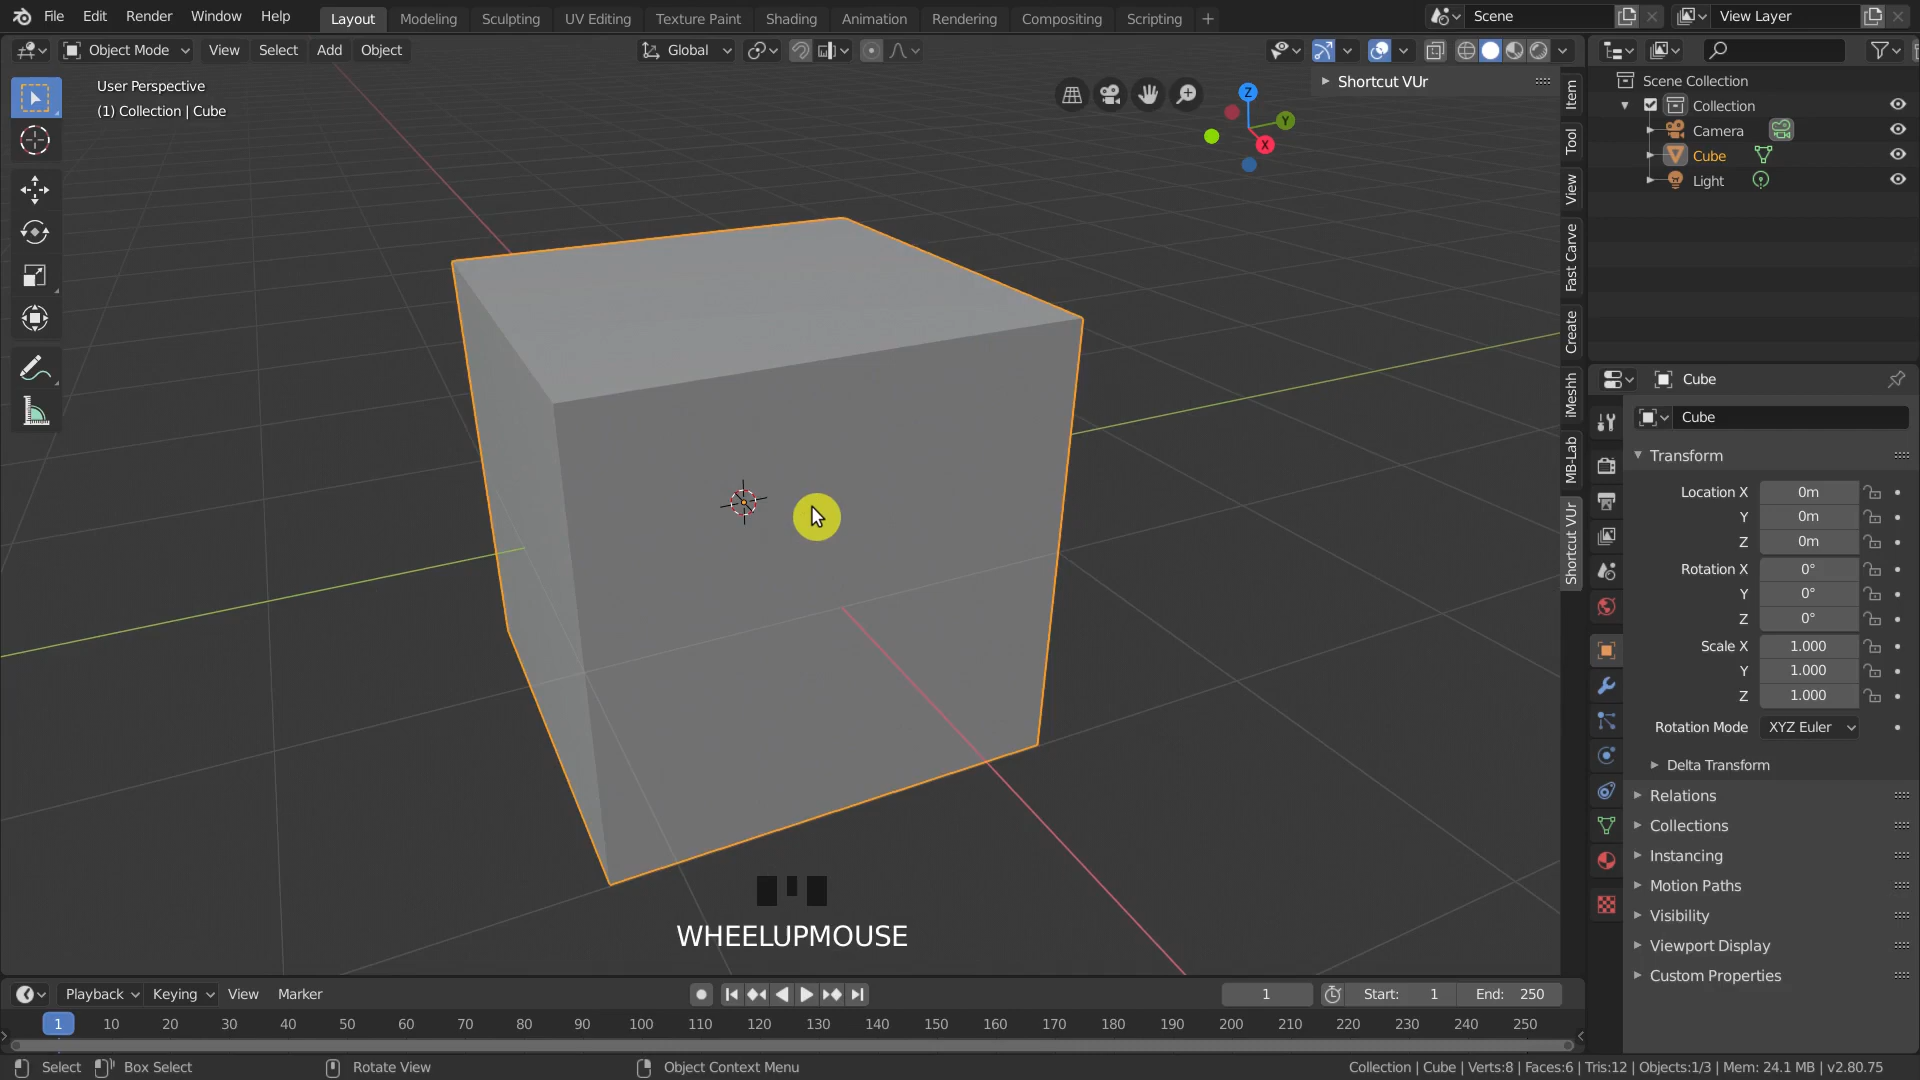 File Edit Render Window Help Layout Modeling Sculpting UV Editing Texture Paint Shading Animation Rendering Compositing Scripting + Scene View Layer
Object Mode View Select Add Object Global
User Perspective
(1) Collection | Cube
Z
Y
X
Shortcut VUr
Item
Tool
View
Fast Carve
Create
iMeshh
MB-Lab
Shortcut VUr
Scene Collection
Collection
Camera
Cube
Light
Cube
Cube
Transform
Location X 0m
Y 0m
Z 0m
Rotation X 0°
Y 0°
Z 0°
Scale X 1.000
Y 1.000
Z 1.000
Rotation Mode XYZ Euler
Delta Transform
Relations
Collections
Instancing
Motion Paths
Visibility
Viewport Display
Custom Properties
WHEELUPMOUSE
Playback Keying View Marker 1 Start: 1 End: 250
1 10 20 30 40 50 60 70 80 90 100 110 120 130 140 150 160 170 180 190 200 210 220 230 240 250
Select Box Select Rotate View Object Context Menu Collection | Cube | Verts:8 | Faces:6 | Tris:12 | Objects:1/3 | Mem: 24.1 MB | v2.80.75